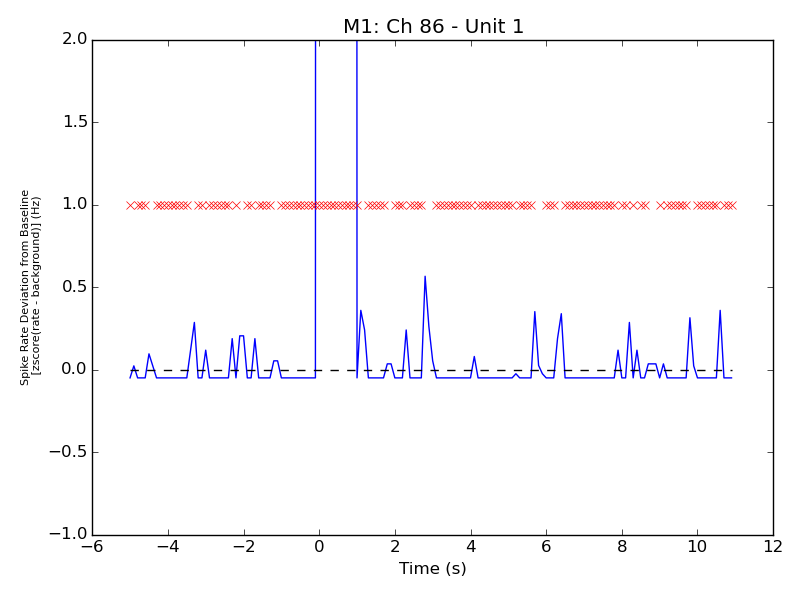 M1: Ch 86 - Unit 1
2.0
1.5
1.0
0.5
0.0
−0.5
−1.0
−6 −4 −2 0 2 4 6 8 10 12
Time (s)
Spike Rate Deviation from Baseline
[zscore(rate - background)] (Hz)